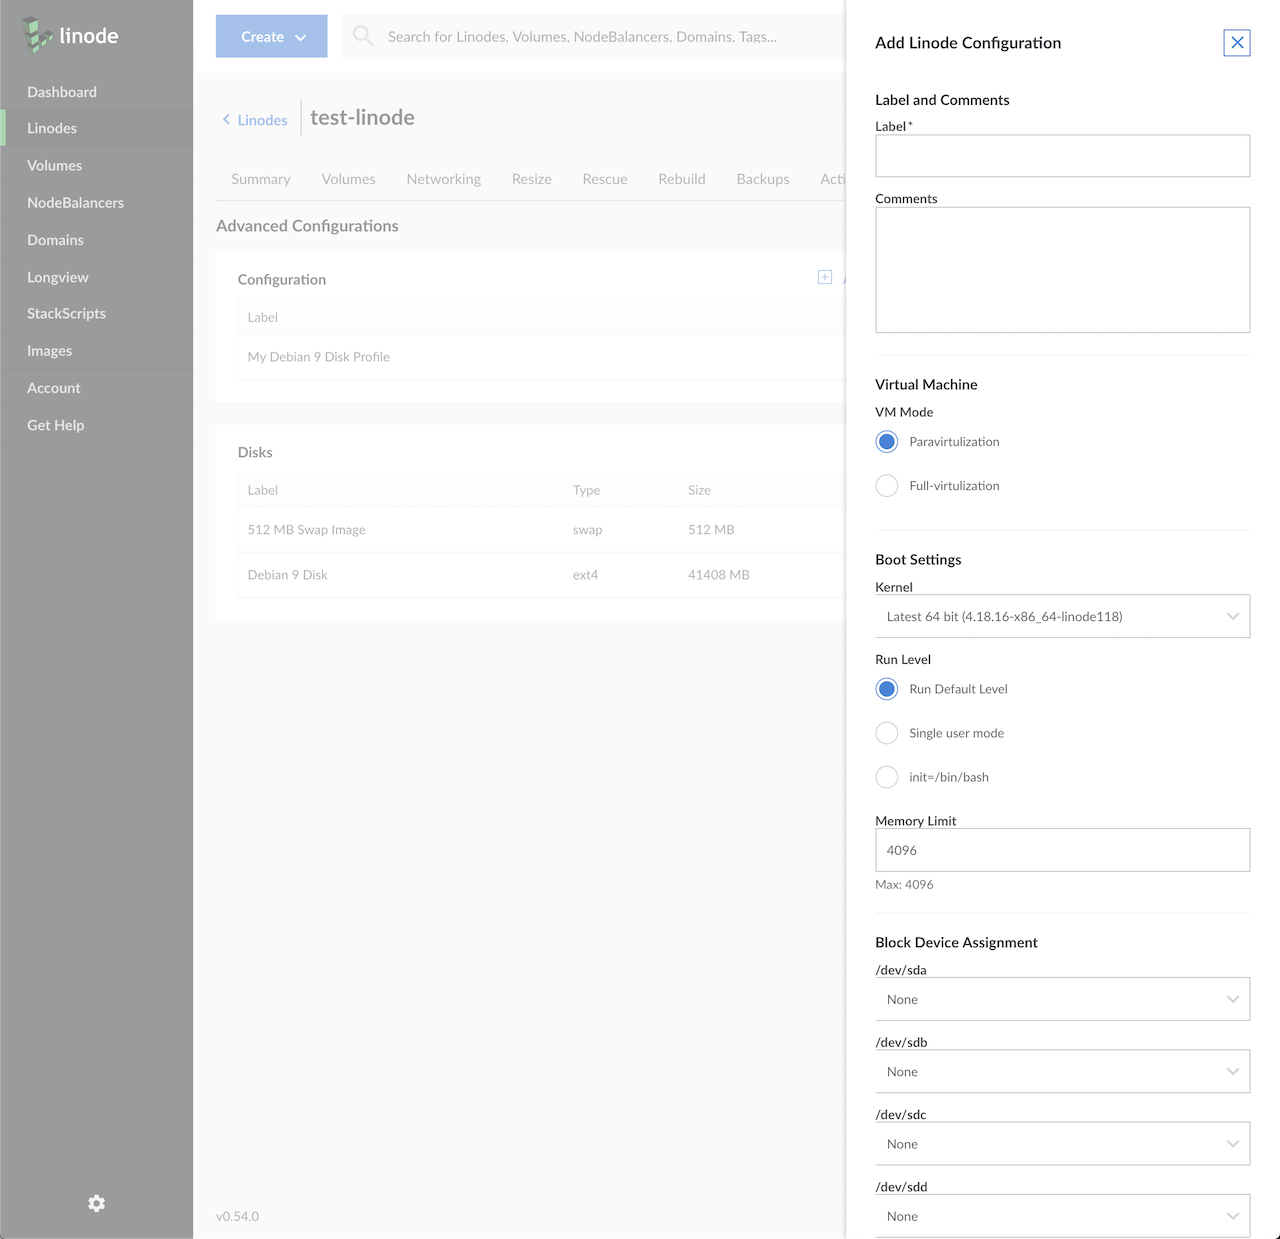 linode
Dashboard
Linodes
Volumes
NodeBalancers
Domains
Longview
StackScripts
Images
Account
Get Help
Create
Search for Linodes, Volumes, NodeBalancers, Domains, Tags...
Linodes
test-linode
Summary Volumes Networking Resize Rescue Rebuild Backups Acti
Advanced Configurations
Configuration
Label
My Debian 9 Disk Profile
Disks
Label Type Size
512 MB Swap Image swap 512 MB
Debian 9 Disk ext4 41408 MB
v0.54.0
Add Linode Configuration
Label and Comments
Label*
Comments
Virtual Machine
VM Mode
Paravirtulization
Full-virtulization
Boot Settings
Kernel
Latest 64 bit (4.18.16-x86_64-linode118)
Run Level
Run Default Level
Single user mode
init=/bin/bash
Memory Limit
4096
Max: 4096
Block Device Assignment
/dev/sda
None
/dev/sdb
None
/dev/sdc
None
/dev/sdd
None